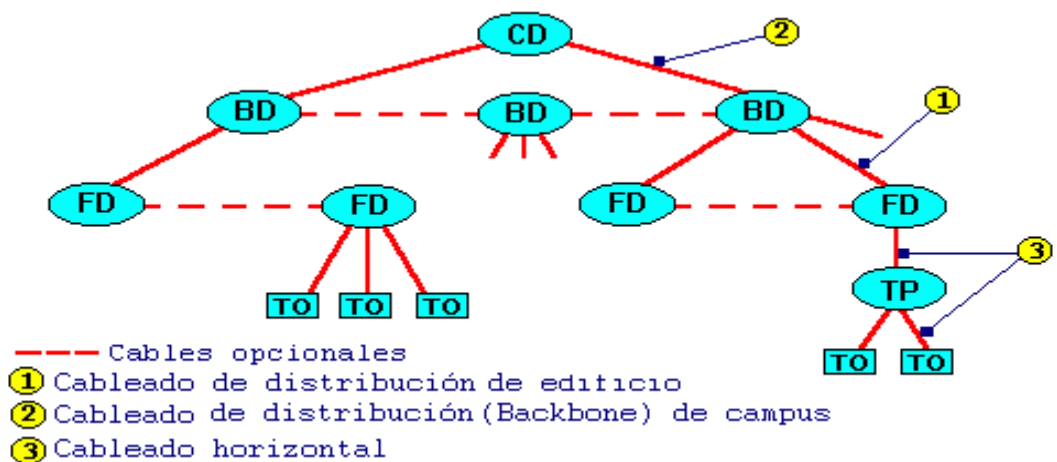 CD
2
BD BD BD
1
FD FD FD FD
3
TP
TO TO TO
TO TO
Cables opcionales
1 Cableado de distribución de edificio
2 Cableado de distribución (Backbone) de campus
3 Cableado horizontal